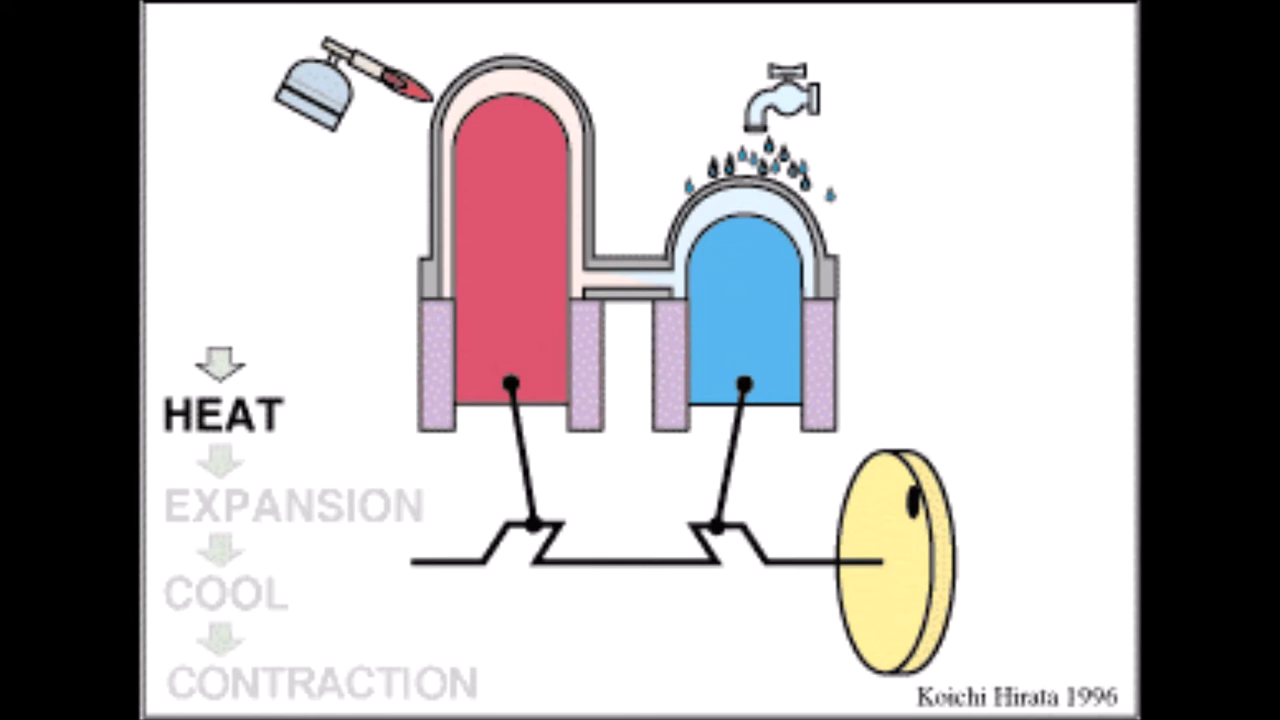 HEAT
EXPANSION
COOL
CONTRACTION
Koichi Hirata 1996